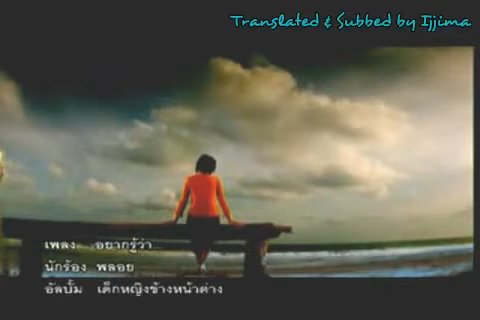 Translated & Subbed by Ijjima
เพลง อยากรู้ว่า...
นักร้อง พลอย
อัลบั้ม เด็กหญิงข้างหน้าต่าง